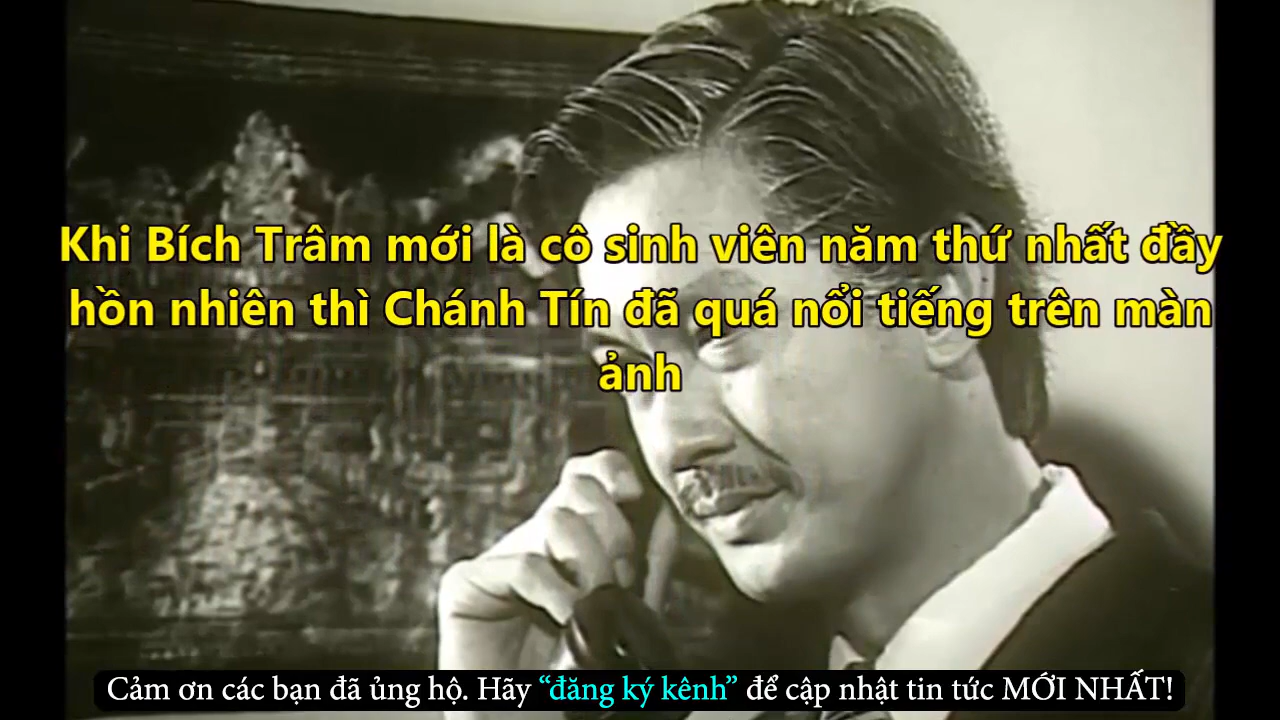 Khi Bích Trâm mới là cô sinh viên năm thứ nhất đầy
hồn nhiên thì Chánh Tín đã quá nổi tiếng trên màn
ảnh
Cảm ơn các bạn đã ủng hộ. Hãy “đăng ký kênh” để cập nhật tin tức MỚI NHẤT!